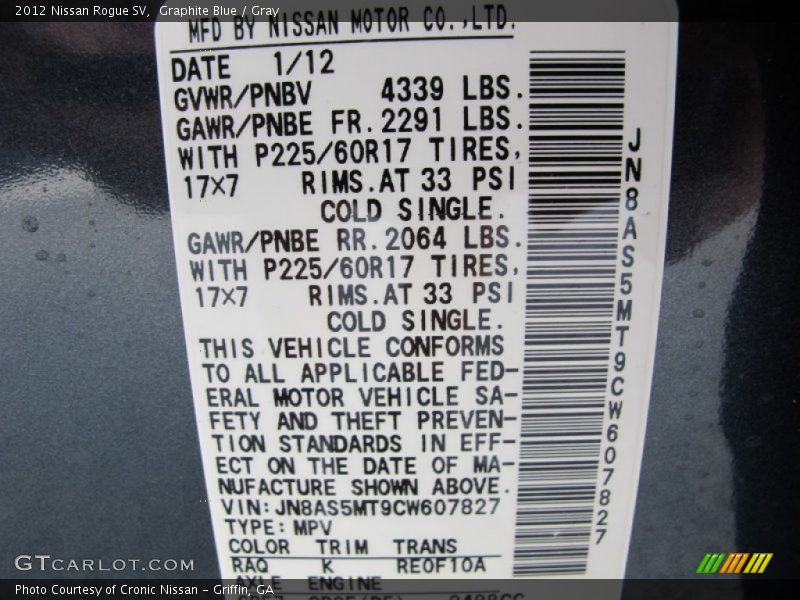 2012 Nissan Rogue SV, Graphite Blue / Gray
MFD BY NISSAN MOTOR CO.,LTD.
DATE 1/12
GVWR/PNBV 4339 LBS.
GAWR/PNBE FR.2291 LBS.
WITH P225/60R17 TIRES,
17×7 RIMS.AT 33 PSI
COLD SINGLE.
GAWR/PNBE RR.2064 LBS.
WITH P225/60R17 TIRES,
17×7 RIMS.AT 33 PSI
COLD SINGLE.
THIS VEHICLE CONFORMS
TO ALL APPLICABLE FED-
ERAL MOTOR VEHICLE SA-
FETY AND THEFT PREVEN-
TION STANDARDS IN EFF-
ECT ON THE DATE OF MA-
NUFACTURE SHOWN ABOVE.
VIN:JN8AS5MT9CW607827
TYPE:MPV
COLOR TRIM TRANS
RAQ K RE0F10A
AXLE ENGINE
JN8AS5MT9CW607827
GTCARLOT.COM
Photo Courtesy of Cronic Nissan - Griffin, GA